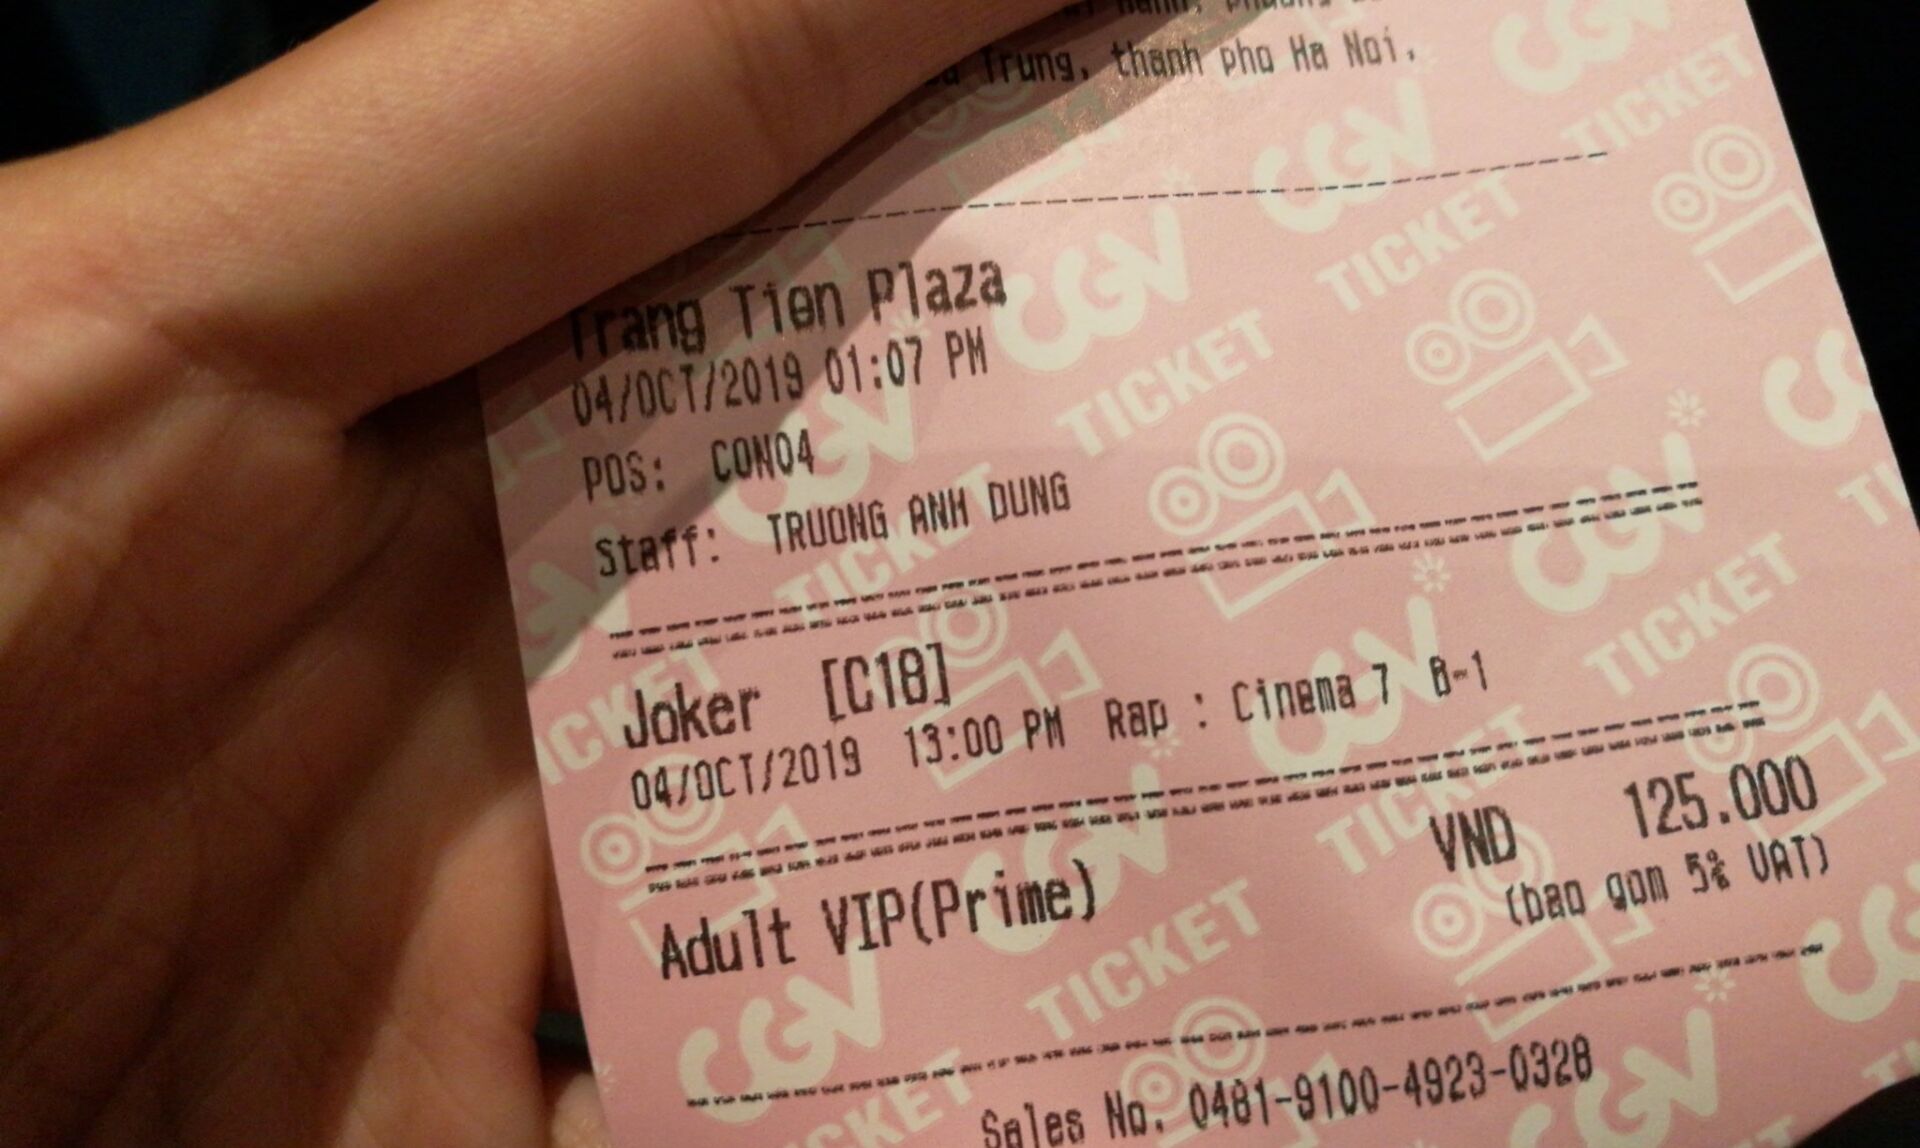 Trung, thanh pho Ha Noi.
Trang Tien Plaza
04/OCT/2019 01:07 PM
POS: CON04
Staff: TRUONG ANH DUNG
Joker [C18]
04/OCT/2019 13:00 PM Rap : Cinema 7 B-1
Adult VIP(Prime) VND 125.000
(bao gom 5% VAT)
Sales No. 0481-9100-4923-0328
CGV TICKET